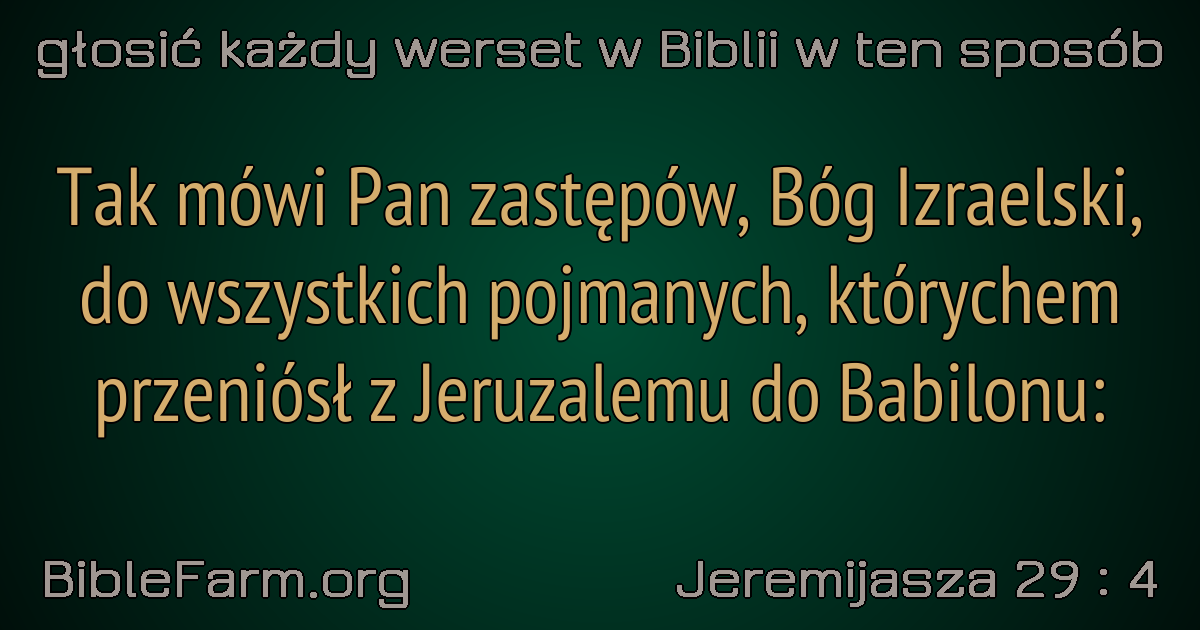 głosić każdy werset w Biblii w ten sposób
Tak mówi Pan zastępów, Bóg Izraelski,
do wszystkich pojmanych, którychem
przeniósł z Jeruzalemu do Babilonu:
BibleFarm.org
Jeremijasza 29 : 4